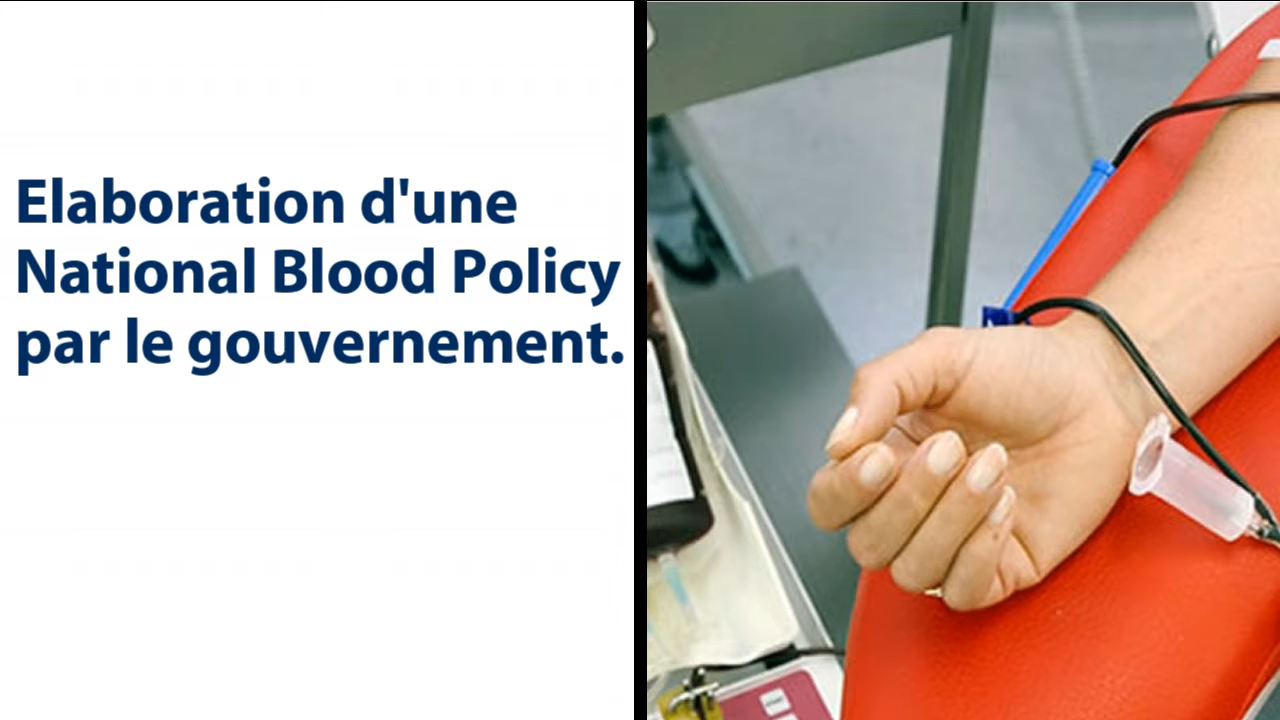 Elaboration d'une
National Blood Policy
par le gouvernement.